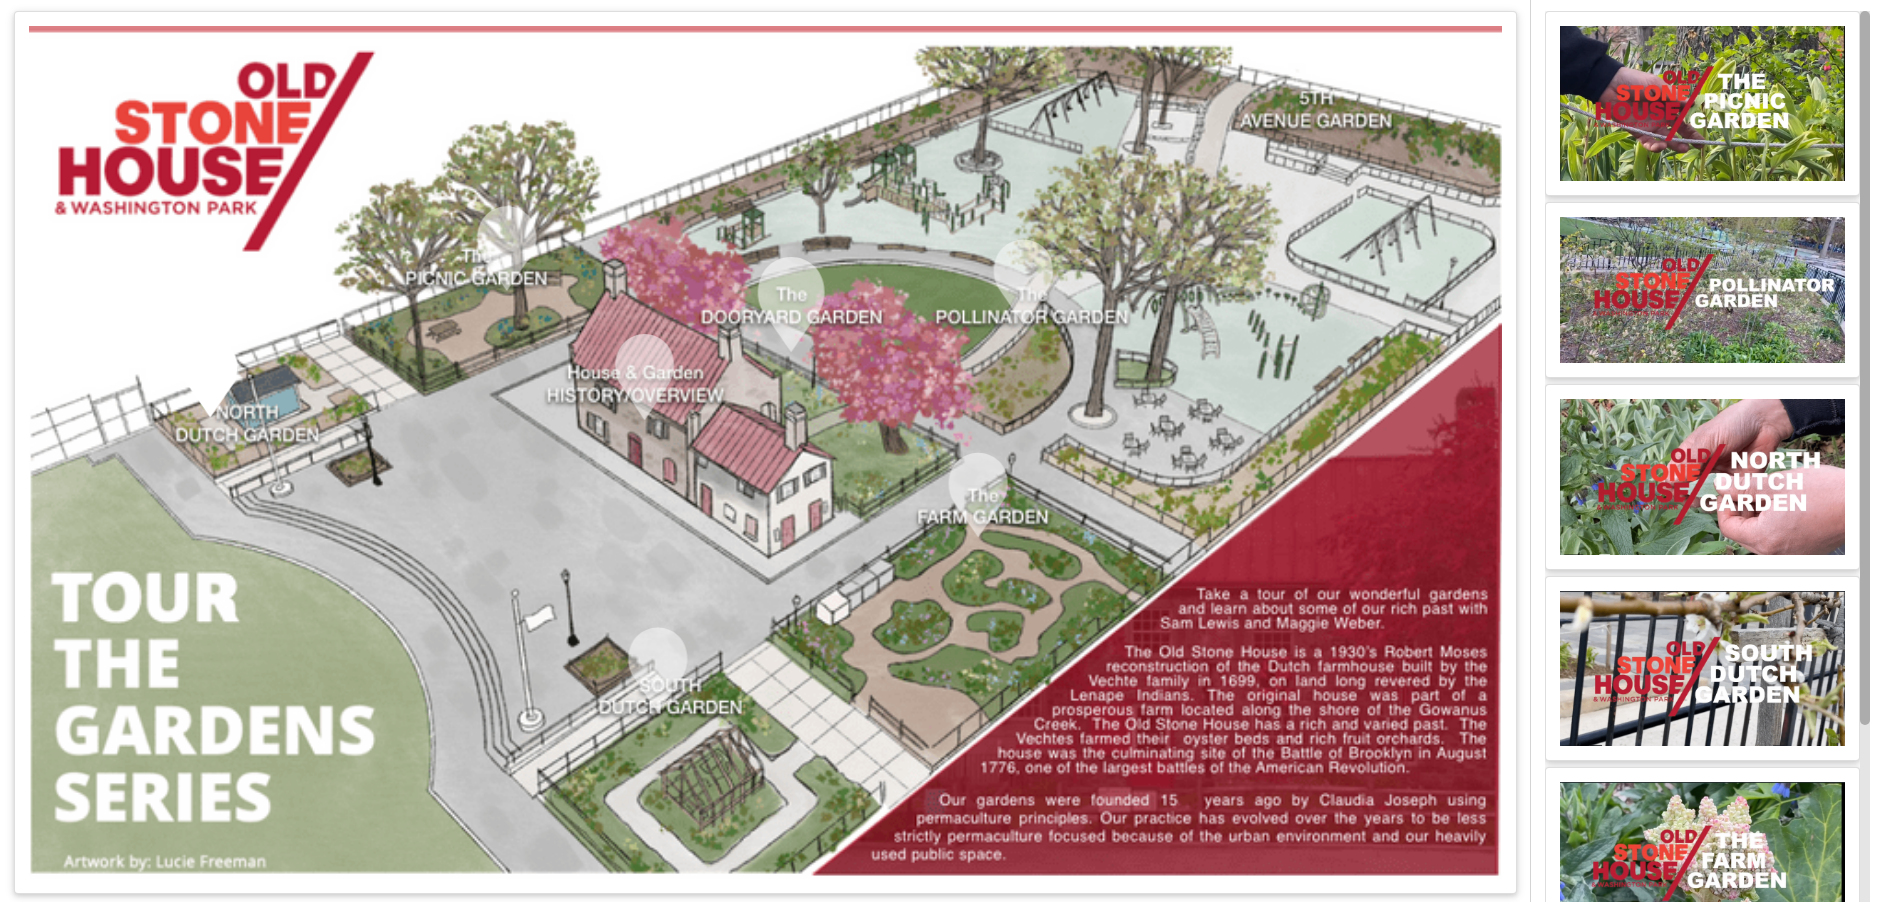 OLD
STONE
HOUSE
& WASHINGTON PARK
5TH
AVENUE GARDEN
The
PICNIC GARDEN
The
DOORYARD GARDEN
The
POLLINATOR GARDEN
House & Garden
HISTORY/OVERVIEW
NORTH
DUTCH GARDEN
The
FARM GARDEN
SOUTH
DUTCH GARDEN
TOUR
THE
GARDENS
SERIES
Artwork by: Lucie Freeman
Take a tour of our wonderful gardens
and learn about some of our rich past with
Sam Lewis and Maggie Weber.
The Old Stone House is a 1930's Robert Moses
reconstruction of the Dutch farmhouse built by the
Vechte family in 1699, on land long revered by the
Lenape Indians. The original house was part of a
prosperous farm located along the shore of the Gowanus
Creek. The Old Stone House has a rich and varied past. The
Vechtes farmed their oyster beds and rich fruit orchards. The
house was the culminating site of the Battle of Brooklyn in August
1776, one of the largest battles of the American Revolution.
Our gardens were founded 15 years ago by Claudia Joseph using
permaculture principles. Our practice has evolved over the years to be less
strictly permaculture focused because of the urban environment and our heavily
used public space.
OLD
STONE
HOUSE
& WASHINGTON PARK
THE
PICNIC
GARDEN
OLD
STONE
HOUSE
& WASHINGTON PARK
POLLINATOR
GARDEN
OLD
STONE
HOUSE
& WASHINGTON PARK
NORTH
DUTCH
GARDEN
OLD
STONE
HOUSE
& WASHINGTON PARK
SOUTH
DUTCH
GARDEN
OLD
STONE
HOUSE
& WASHINGTON PARK
THE
FARM
GARDEN